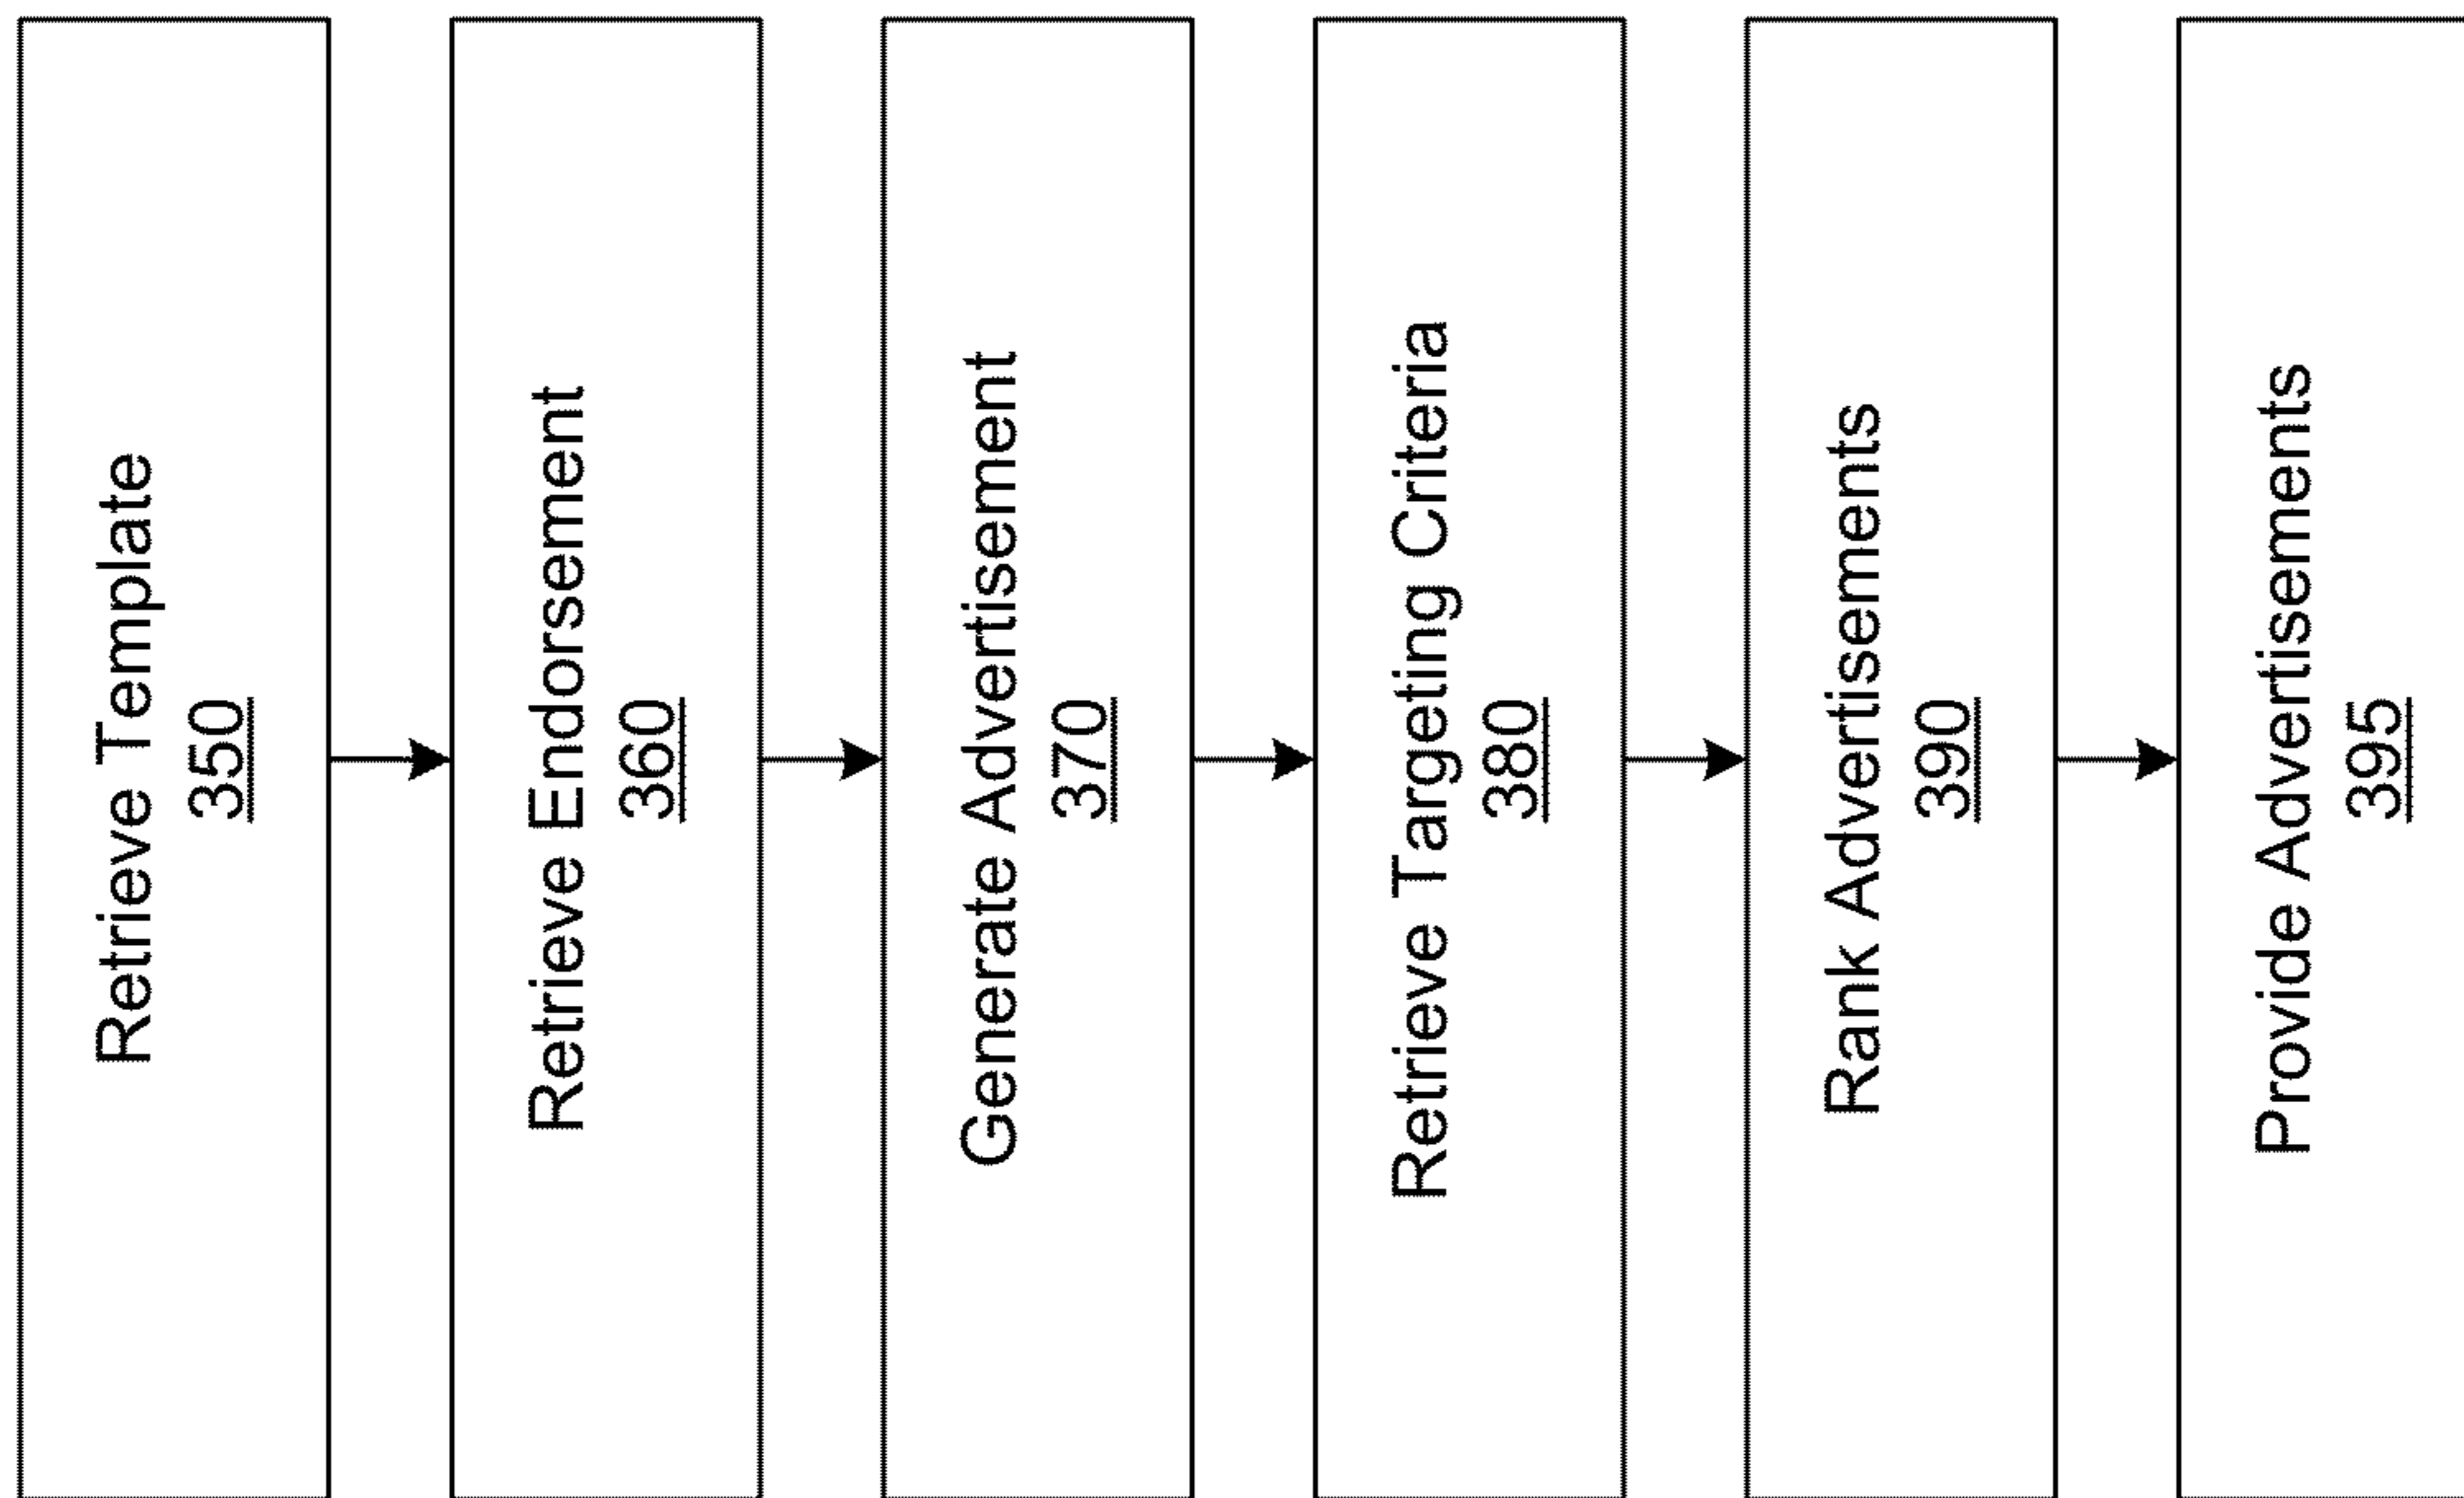 Retrieve Template
350
Retrieve Endorsement
360
Generate Advertisement
370
Retrieve Targeting Criteria
380
Rank Advertisements
390
Provide Advertisements
395